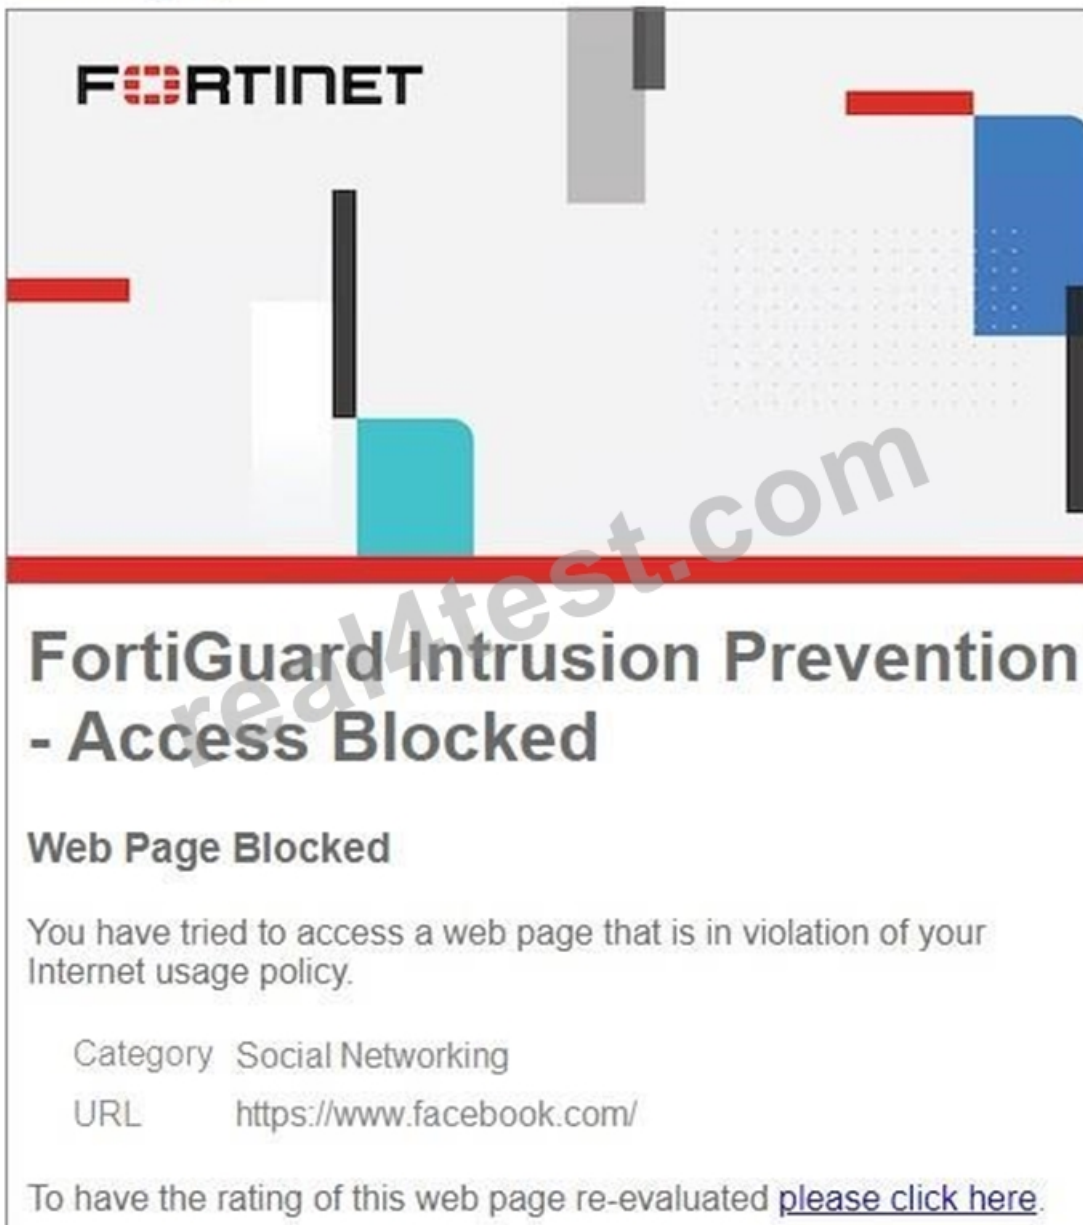 FORTINET
real4test.com
FortiGuard Intrusion Prevention
- Access Blocked
Web Page Blocked
You have tried to access a web page that is in violation of your
Internet usage policy.
Category Social Networking
URL https://www.facebook.com/
To have the rating of this web page re-evaluated please click here.